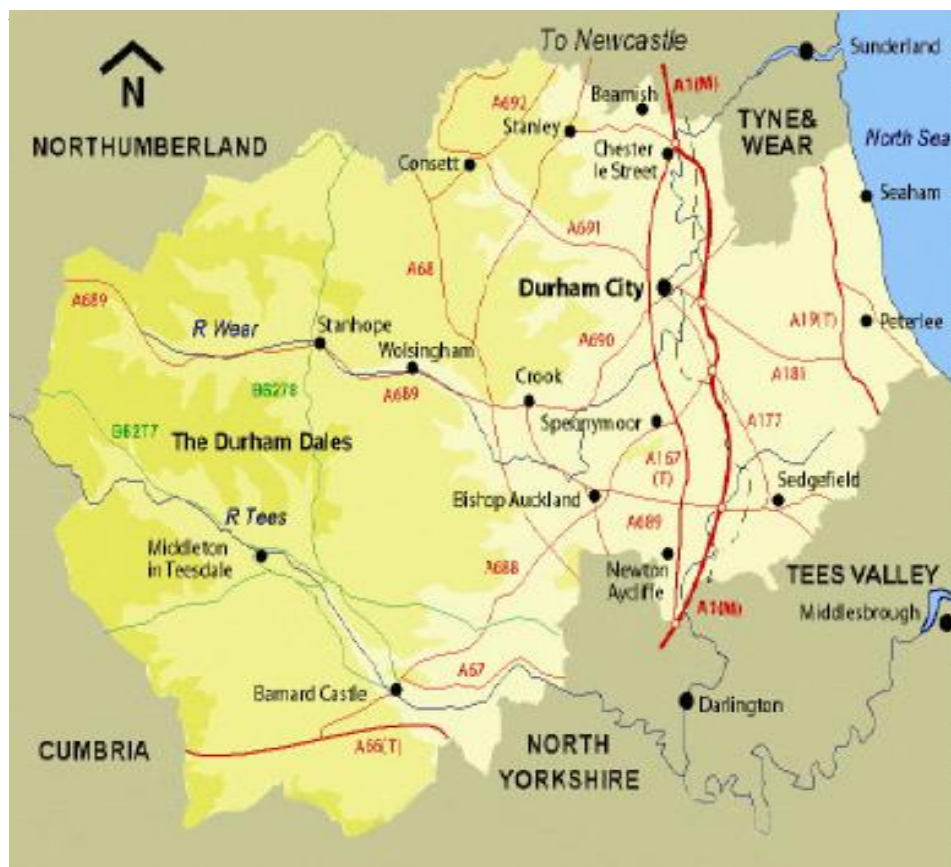 To Newcastle
Sunderland
N
A692
Beamish
A1(M)
NORTHUMBERLAND
Stanley
TYNE&
WEAR
North Sea
Consett
Chester
le Street
Seaham
A691
A68
A689
Durham City
R Wear
Stanhope
A690
A19(T)
Peterlee
Wolsingham
A689
Crook
A181
B6278
B6277
The Durham Dales
Spennymoor
A177
A167
(T)
Bishop Auckland
Sedgefield
R Tees
A689
Middleton
in Teesdale
A688
Newton
Aycliffe
TEES VALLEY
A1(M)
Middlesbrough
A67
Barnard Castle
Darlington
CUMBRIA
A66(T)
NORTH
YORKSHIRE